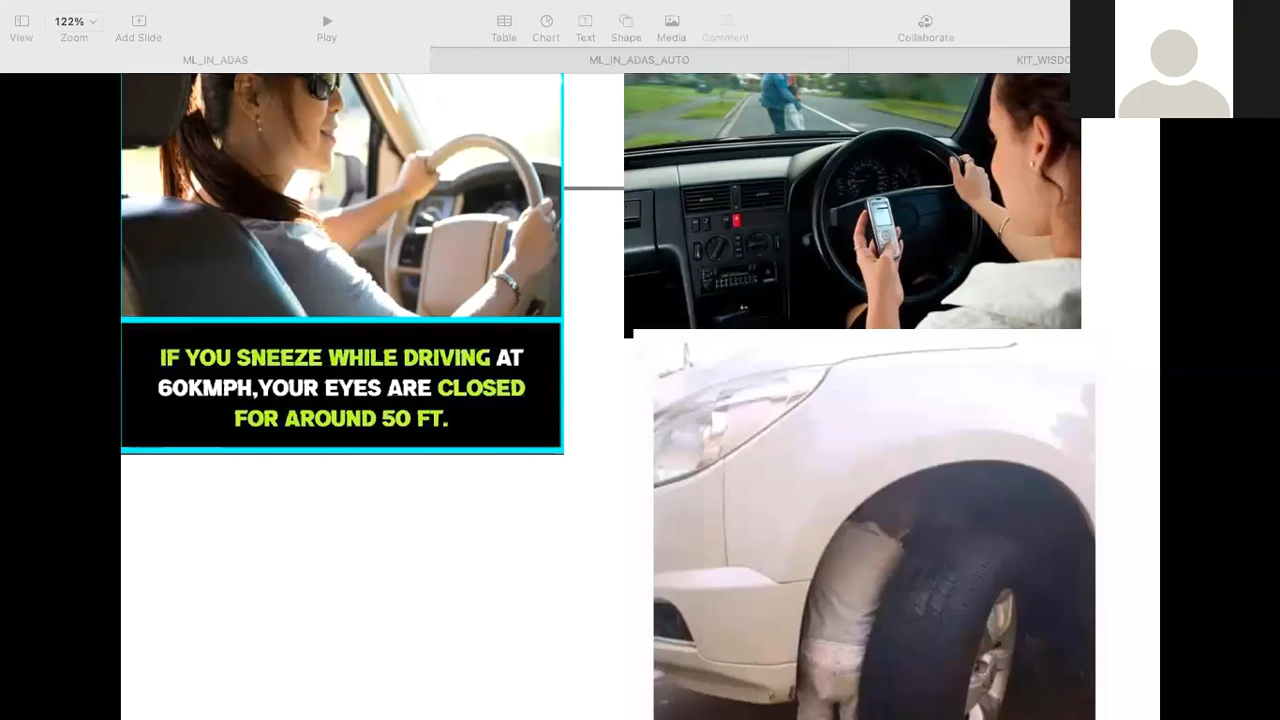 122%
View
Zoom
Add Slide
Play
Table
Chart
Text
Shape
Media
Comment
Collaborate
ML_IN_ADAS
ML_IN_ADAS_AUTO
KIT_WISDO
IF YOU SNEEZE WHILE DRIVING AT
60KMPH,YOUR EYES ARE CLOSED
FOR AROUND 50 FT.